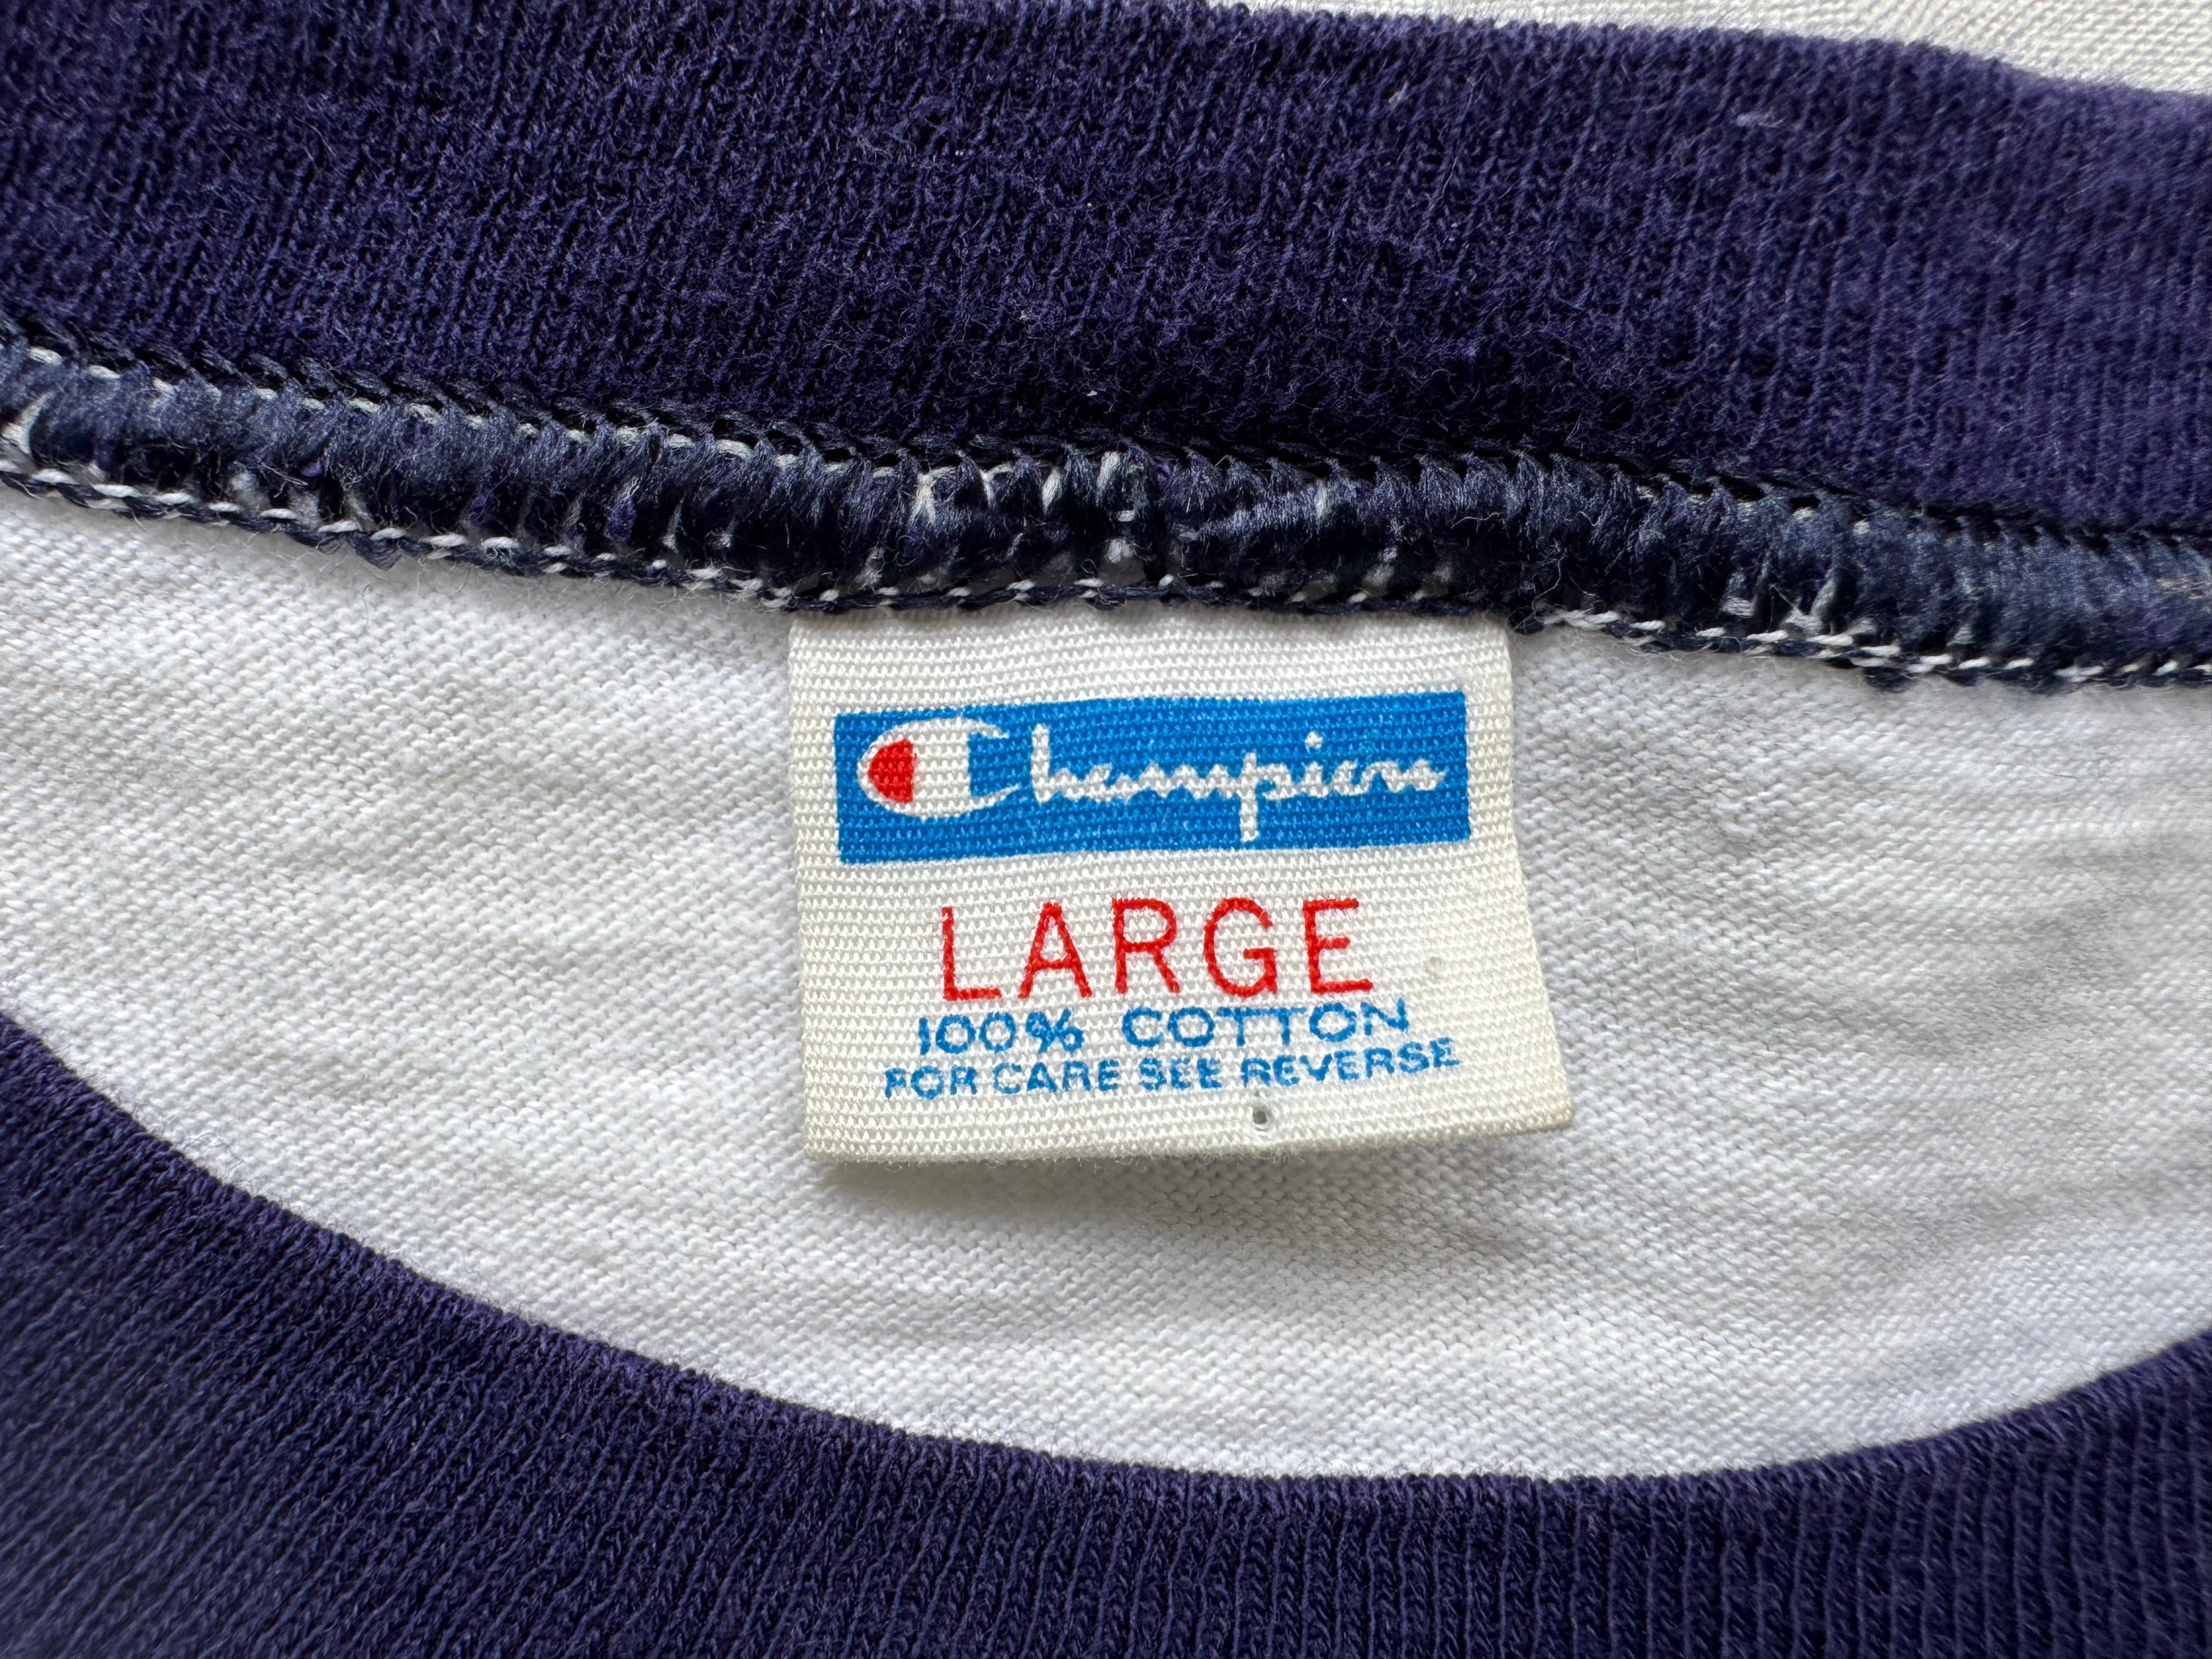 Champion
LARGE
100% COTTON
FOR CARE SEE REVERSE